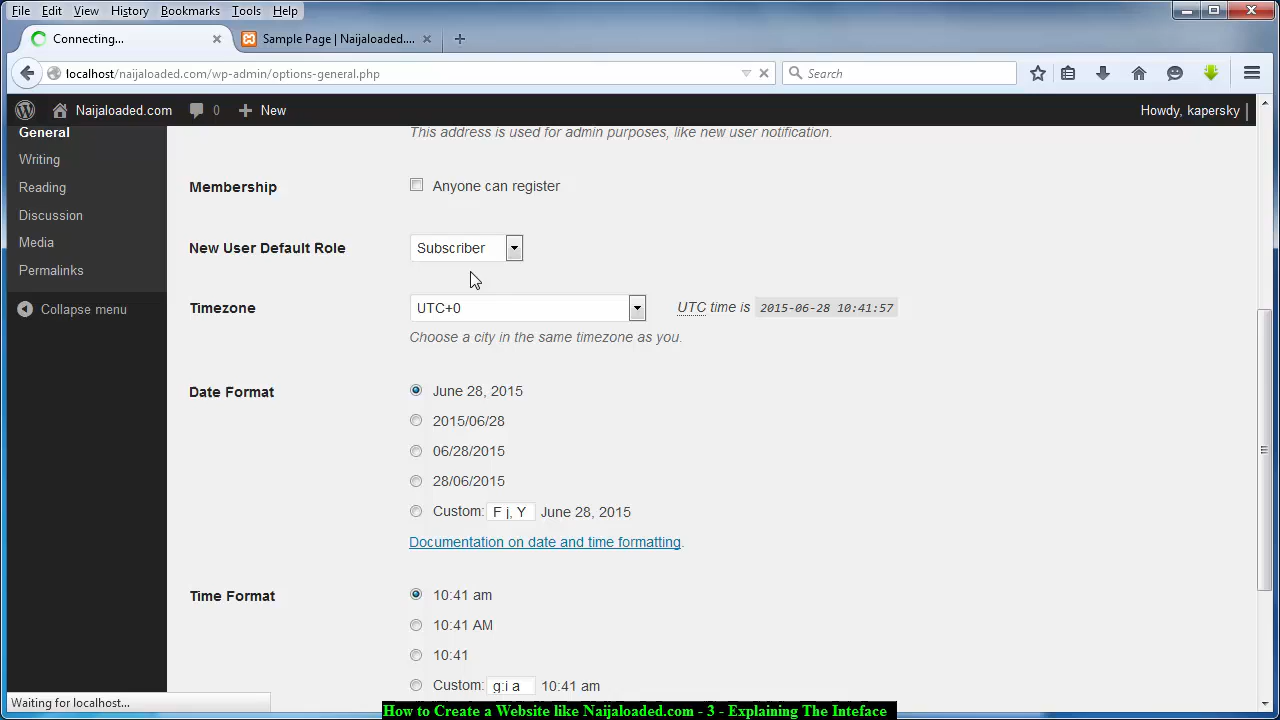 File Edit View History Bookmarks Tools Help
Connecting...
Sample Page | Naijaloaded....
localhost/naijaloaded.com/wp-admin/options-general.php
Search
Naijaloaded.com 0 New Howdy, kapersky
General
This address is used for admin purposes, like new user notification.
Writing
Membership Anyone can register
Reading
Discussion
Media
New User Default Role Subscriber
Permalinks
Collapse menu
Timezone UTC+0 UTC time is 2015-06-28 10:41:57
Choose a city in the same timezone as you.
Date Format June 28, 2015
2015/06/28
06/28/2015
28/06/2015
Custom: F j, Y June 28, 2015
Documentation on date and time formatting.
Time Format 10:41 am
10:41 AM
10:41
Custom: g:i a 10:41 am
Waiting for localhost...
How to Create a Website like Naijaloaded.com - 3 - Explaining The Inteface